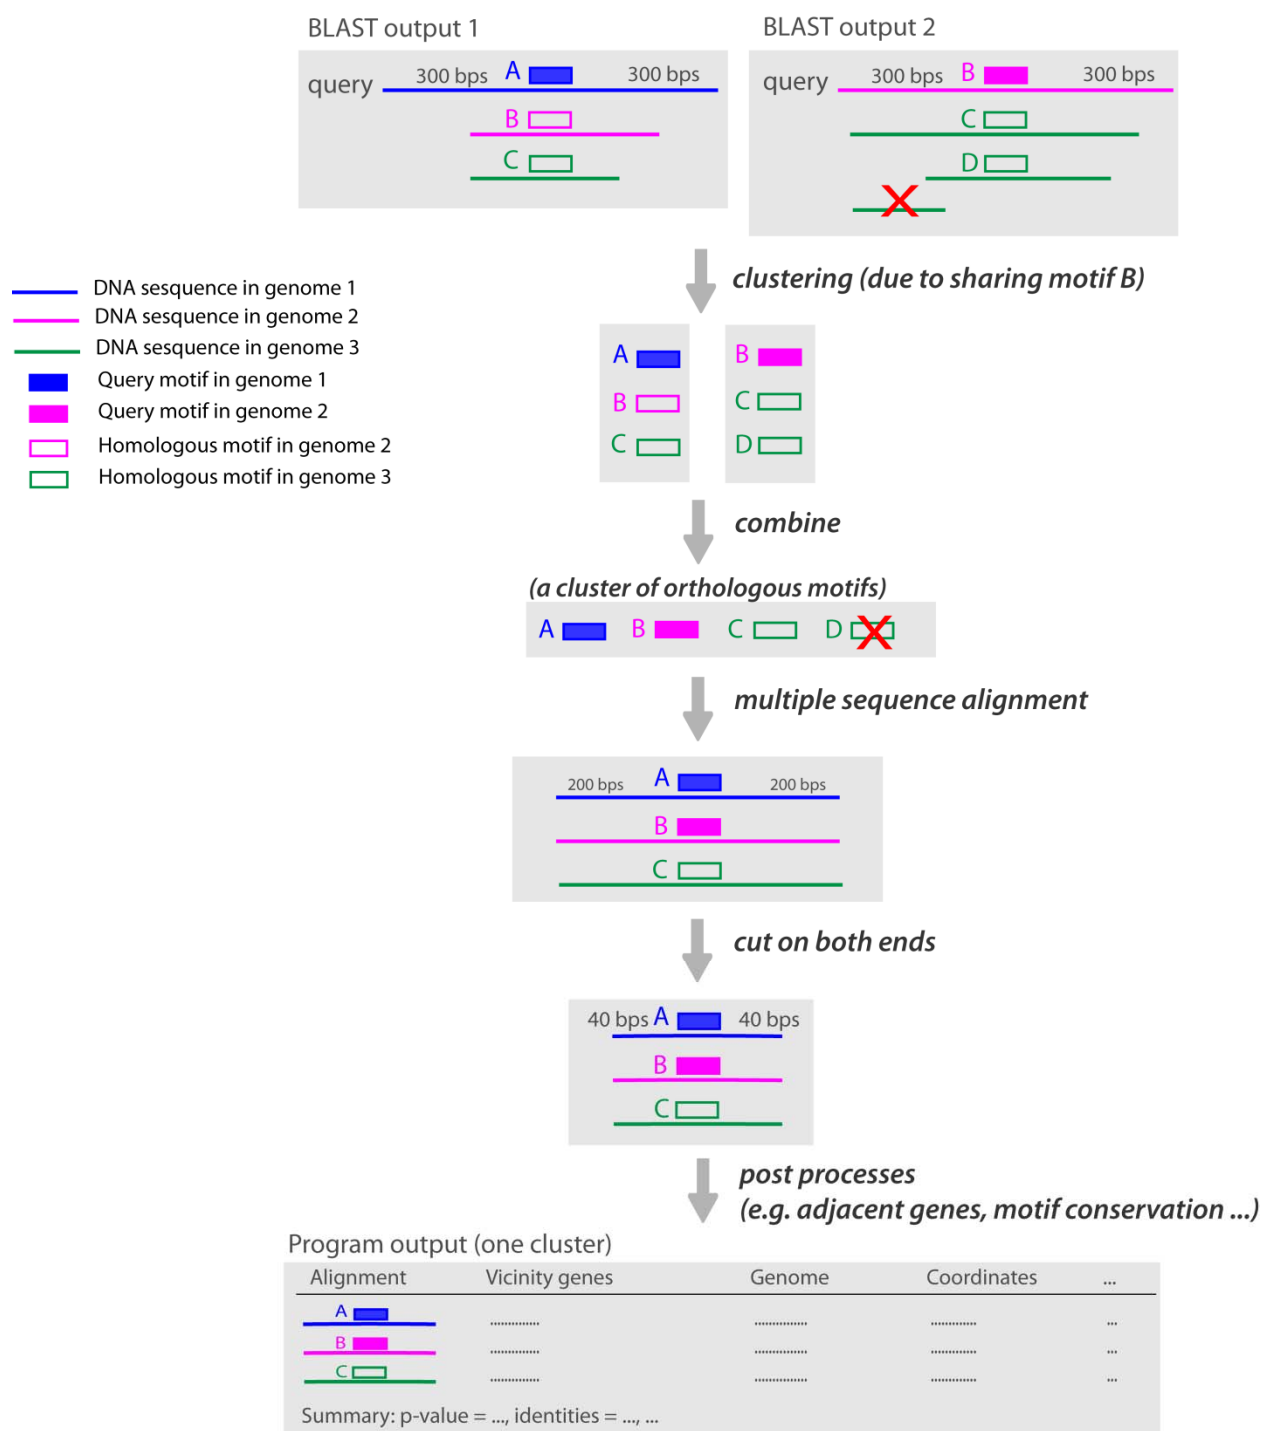 BLAST output 1
BLAST output 2
query 300 bps A 300 bps
B
C
query 300 bps B 300 bps
C
D
clustering (due to sharing motif B)
DNA sesquence in genome 1
DNA sesquence in genome 2
DNA sesquence in genome 3
Query motif in genome 1
Query motif in genome 2
Homologous motif in genome 2
Homologous motif in genome 3
A B
B C
C D
combine
(a cluster of orthologous motifs)
A B C D
multiple sequence alignment
200 bps A 200 bps
B
C
cut on both ends
40 bps A 40 bps
B
C
post processes
(e.g. adjacent genes, motif conservation ...)
Program output (one cluster)
Alignment Vicinity genes Genome Coordinates ...
A .............. ............... ............. ...
B .............. ............... ............. ...
C .............. ............... ............. ...
Summary: p-value = ..., identities = ..., ...